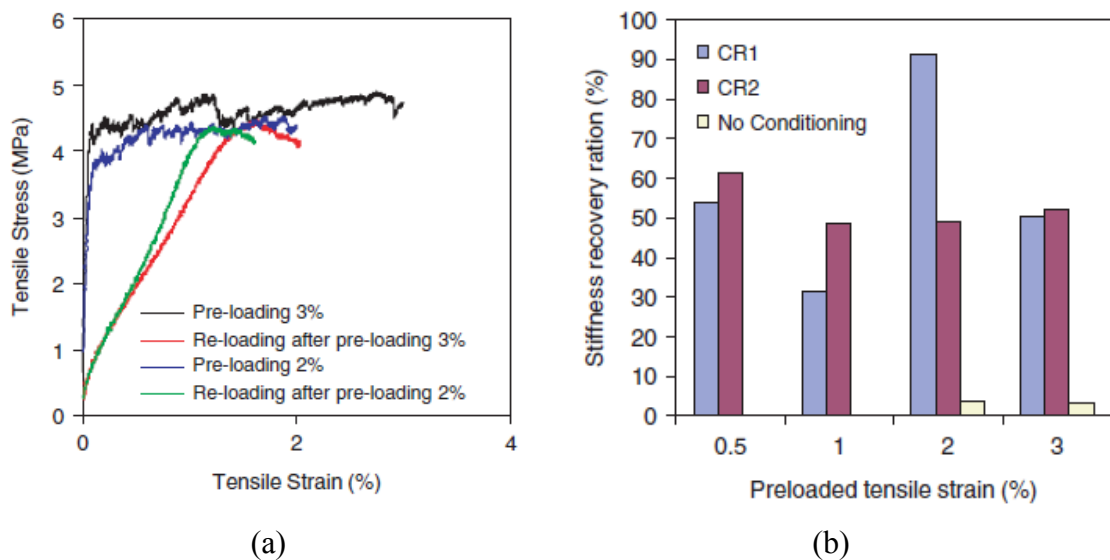 6
5
4
3
2
1
0
Tensile Stress (MPa)
Pre-loading 3%
Re-loading after pre-loading 3%
Pre-loading 2%
Re-loading after pre-loading 2%
0 2 4
Tensile Strain (%)
(a)
100
90
80
70
60
50
40
30
20
10
0
Stiffness recovery ration (%)
CR1
CR2
No Conditioning
0.5 1 2 3
Preloaded tensile strain (%)
(b)